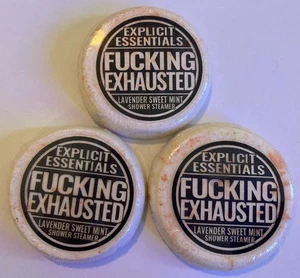 EXPLICIT
ESSENTIALS
FUCKING
EXHAUSTED
LAVENDER SWEET MINT
SHOWER STEAMER
EXPLICIT
ESSENTIALS
FUCKING
EXHAUSTED
LAVENDER SWEET MINT
SHOWER STEAMER
EXPLICIT
ESSENTIALS
FUCKING
EXHAUSTED
LAVENDER SWEET MINT
SHOWER STEAMER